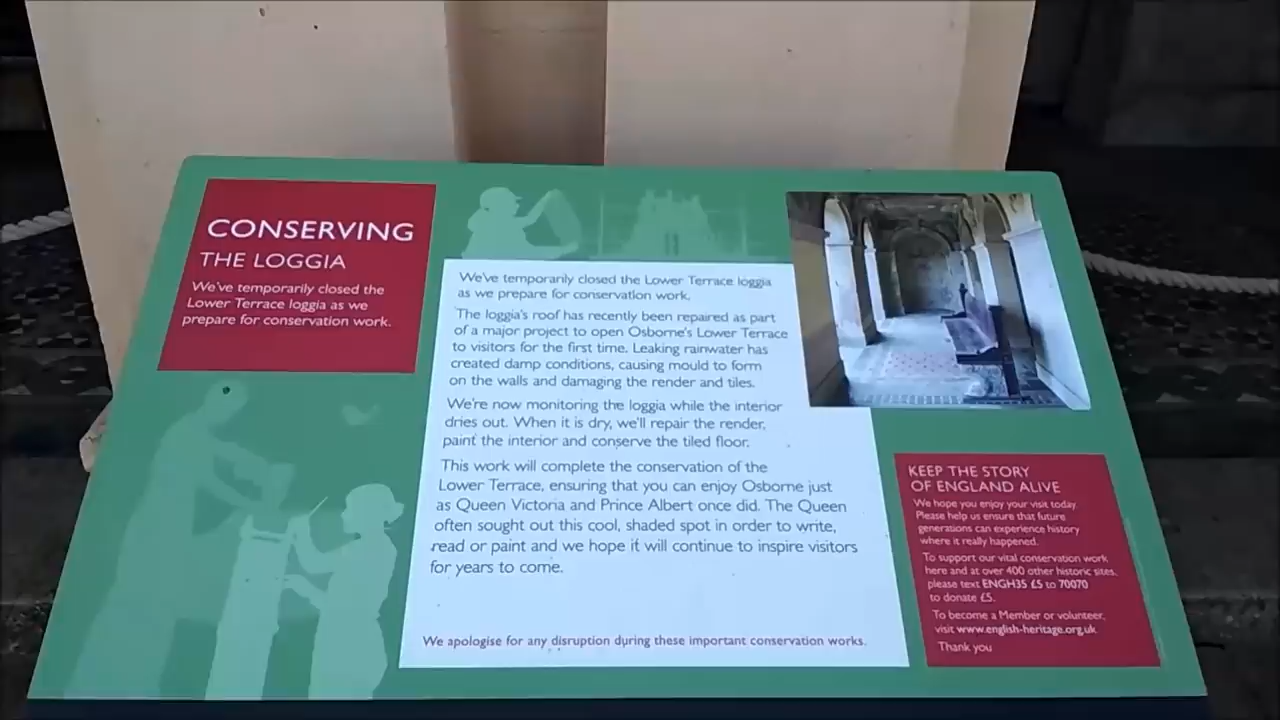 CONSERVING
THE LOGGIA
We've temporarily closed the
Lower Terrace loggia as we
prepare for conservation work.
We've temporarily closed the Lower Terrace loggia
as we prepare for conservation work.
The loggia's roof has recently been repaired as part
of a major project to open Osborne's Lower Terrace
to visitors for the first time. Leaking rainwater has
created damp conditions, causing mould to form
on the walls and damaging the render and tiles.
We're now monitoring the loggia while the interior
dries out. When it is dry, we'll repair the render,
paint the interior and conserve the tiled floor.
This work will complete the conservation of the
Lower Terrace, ensuring that you can enjoy Osborne just
as Queen Victoria and Prince Albert once did. The Queen
often sought out this cool, shaded spot in order to write,
read or paint and we hope it will continue to inspire visitors
for years to come.
We apologise for any disruption during these important conservation works.
KEEP THE STORY
OF ENGLAND ALIVE
We hope you enjoy your visit today.
Please help us ensure that future
generations can experience history
where it really happened.
To support our vital conservation work
here and at over 400 other historic sites,
please text ENGH35 £5 to 70070
to donate £5.
To become a Member or volunteer,
visit www.english-heritage.org.uk
Thank you